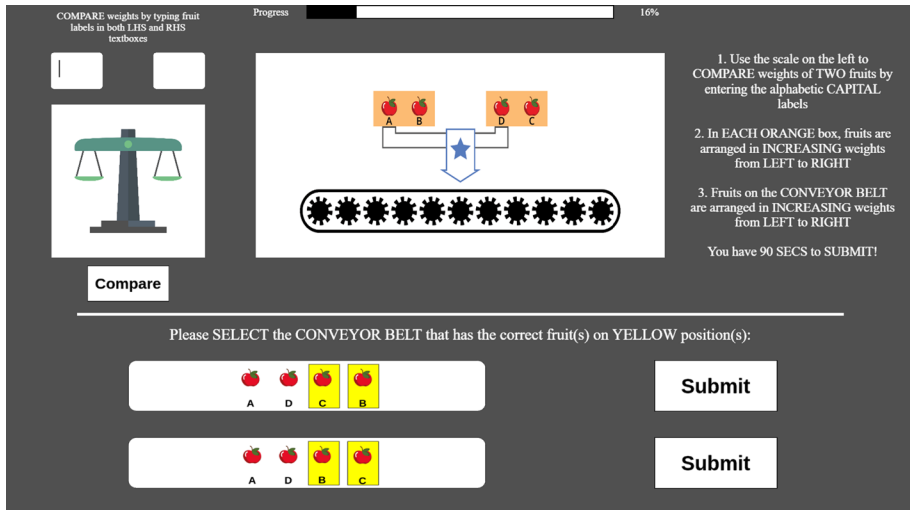 COMPARE weights by typing fruit
labels in both LHS and RHS
textboxes
Progress
16%
Compare
A B D C
1. Use the scale on the left to
COMPARE weights of TWO fruits by
entering the alphabetic CAPITAL
labels
2. In EACH ORANGE box, fruits are
arranged in INCREASING weights
from LEFT to RIGHT
3. Fruits on the CONVEYOR BELT
are arranged in INCREASING weights
from LEFT to RIGHT
You have 90 SECS to SUBMIT!
Please SELECT the CONVEYOR BELT that has the correct fruit(s) on YELLOW position(s):
A D C B
Submit
A D B C
Submit